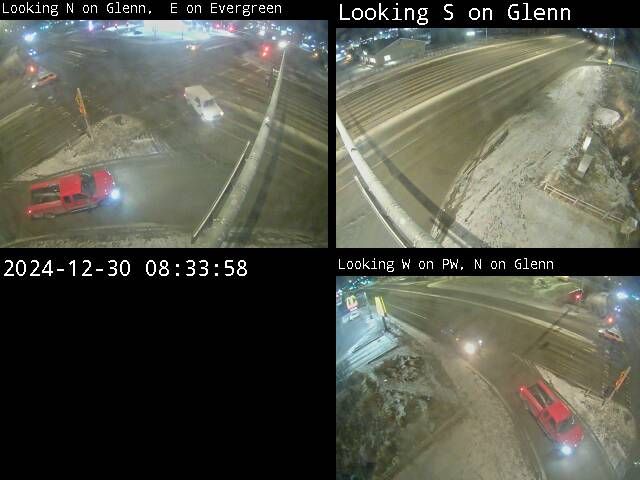 Looking N on Glenn,  E on Evergreen
Looking S on Glenn
2024-12-30 08:33:58
Looking W on PW, N on Glenn